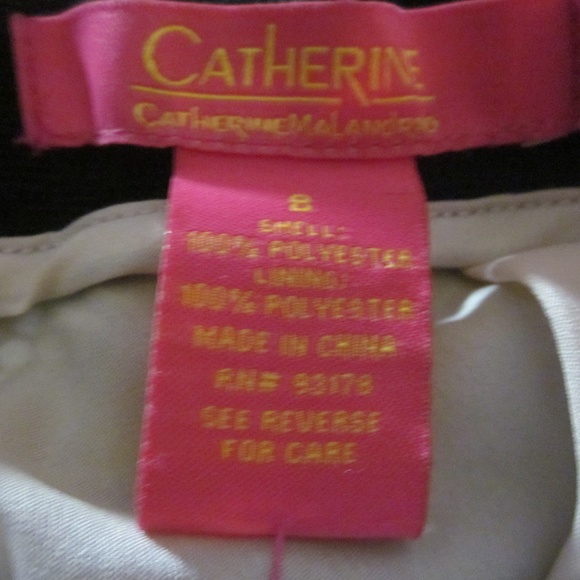 CATHERINE
CATHERINE MALANDRINO
8
SHELL:
100% POLYESTER
LINING:
100% POLYESTER
MADE IN CHINA
RN# 93178
SEE REVERSE
FOR CARE